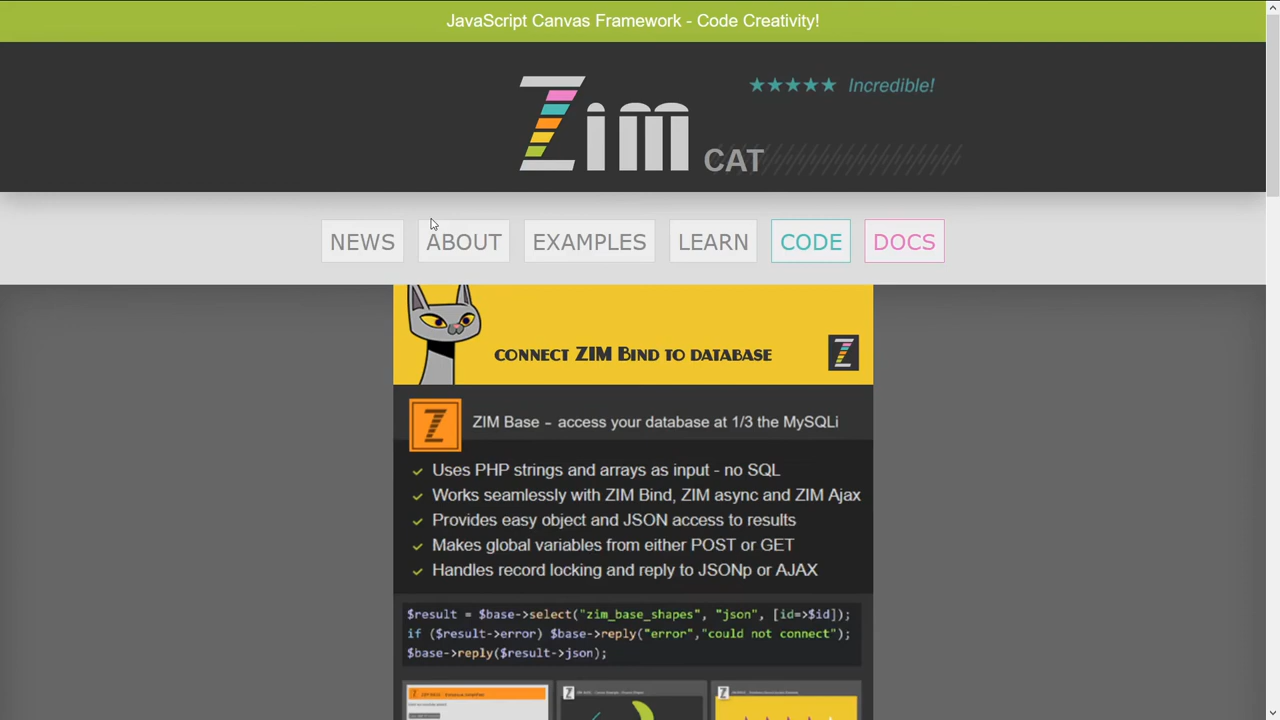 JavaScript Canvas Framework - Code Creativity!
Zim CAT
★★★★★ Incredible!
NEWS
ABOUT
EXAMPLES
LEARN
CODE
DOCS
CONNECT ZIM BIND TO DATABASE
Z
Z
ZIM Base - access your database at 1/3 the MySQLi
Uses PHP strings and arrays as input - no SQL
Works seamlessly with ZIM Bind, ZIM async and ZIM Ajax
Provides easy object and JSON access to results
Makes global variables from either POST or GET
Handles record locking and reply to JSONp or AJAX
$result = $base->select("zim_base_shapes", "json", [id=>$id]);
if ($result->error) $base->reply("error","could not connect");
$base->reply($result->json);